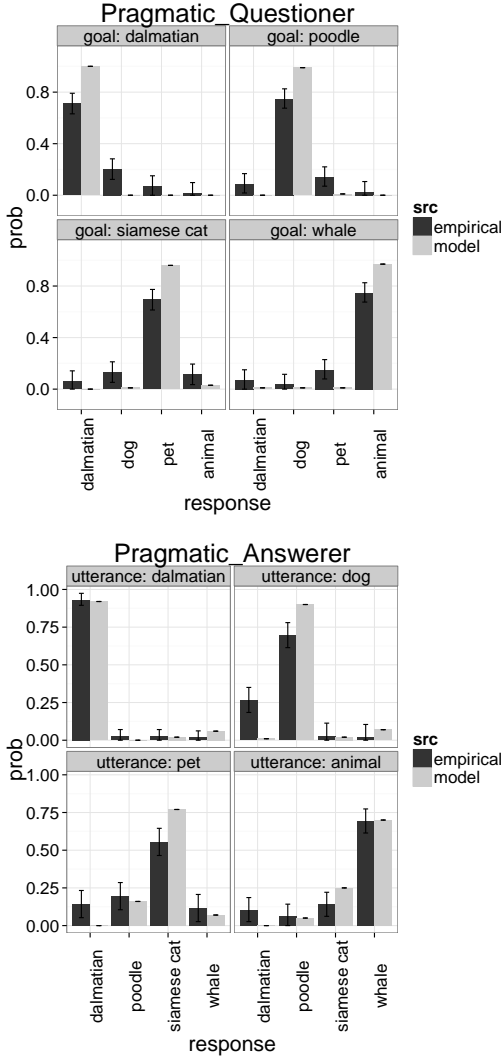 Pragmatic_Questioner
goal: dalmatian goal: poodle
0.8
0.4
0.0
goal: siamese cat goal: whale
0.8
0.4
0.0
prob
dalmatian dog pet animal dalmatian dog pet animal
response
src
empirical
model
Pragmatic_Answerer
utterance: dalmatian utterance: dog
1.00
0.75
0.50
0.25
0.00
utterance: pet utterance: animal
1.00
0.75
0.50
0.25
0.00
prob
dalmatian poodle siamese cat whale dalmatian poodle siamese cat whale
response
src
empirical
model